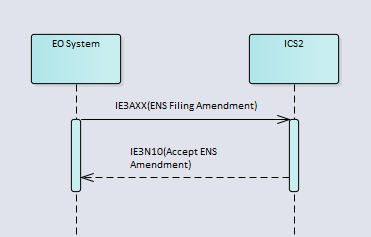 EO System
ICS2
IE3AXX(ENS Filing Amendment)
IE3N10(Accept ENS
Amendment)